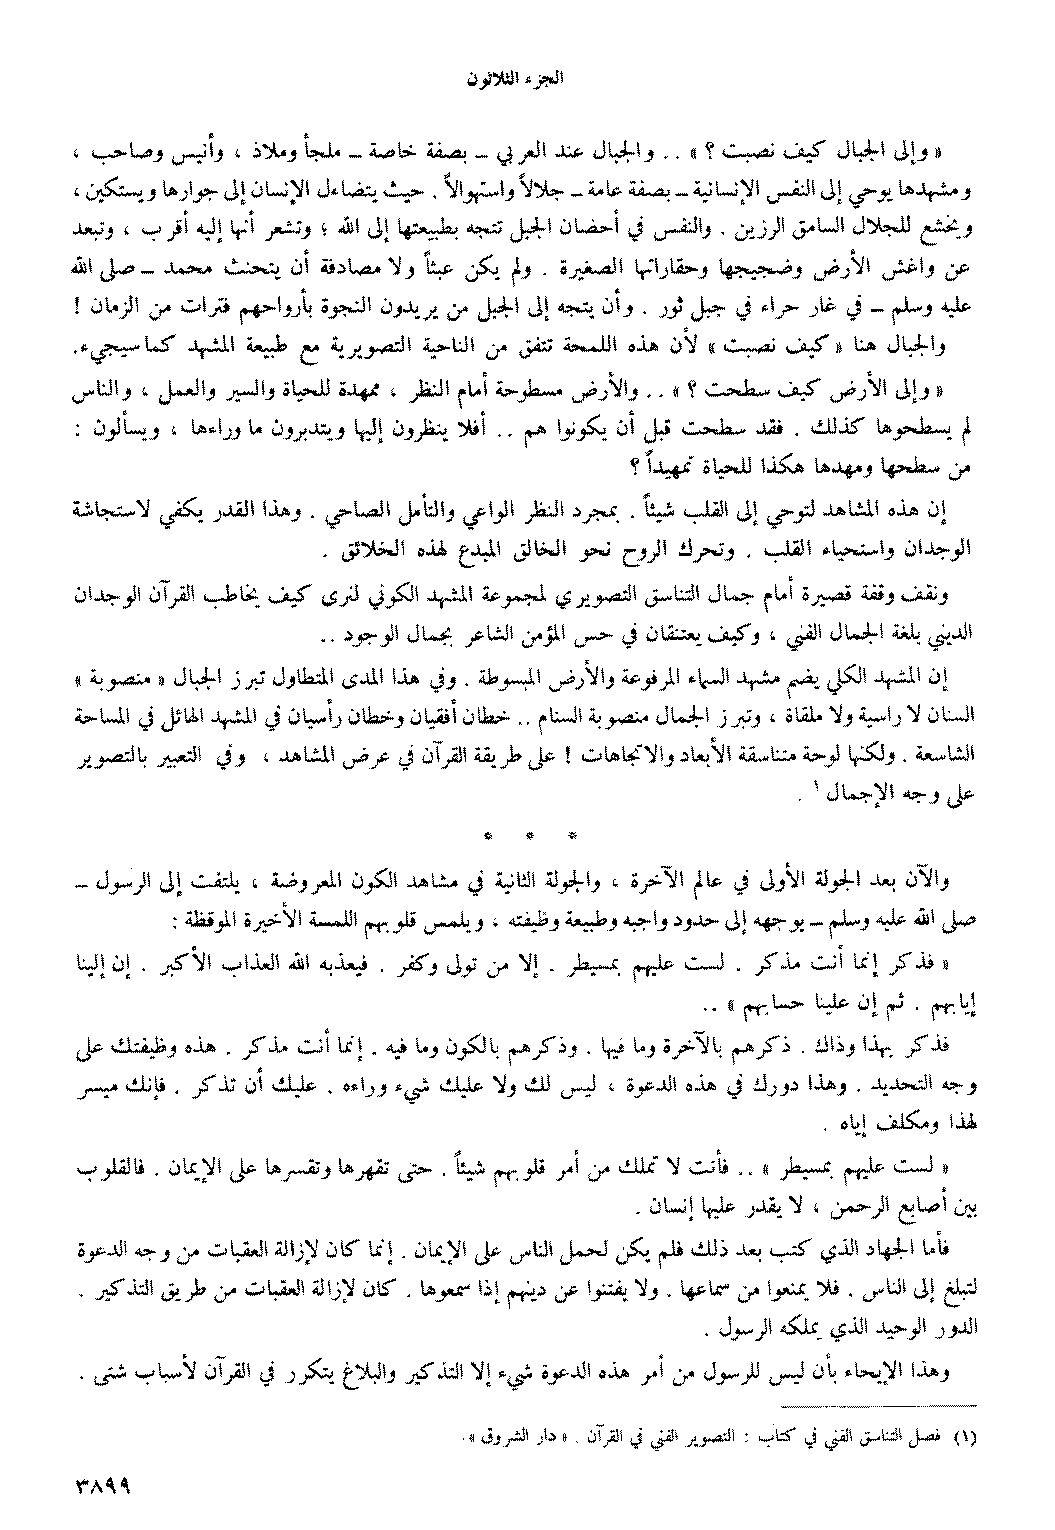 الجزء الثلاثون
« وإلى الجبال كيف نصبت ؟ » .. والجبال عند العربي – بصفة خاصة – ملجأ وملاذ ، وأنيس وصاحب ،
ومشهدها يوحي إلى النفس الإنسانية – بصفة عامة – جلالاً واستهوالاً . حيث يتضاءل الإنسان إلى جوارها ويستكين ،
ويخشع للجلال السامق الرزين . والنفس في أحضان الجبل تتجه بطبيعتها إلى الله ؛ وتشعر أنها إليه أقرب ، وتبعد
عن واغش الأرض وضجيجها وحقاراتها الصغيرة . ولم يكن عبثاً ولا مصادفة أن يتحنث محمد – صلى الله
عليه وسلم – في غار حراء في جبل ثور . وأن يتجه إلى الجبل من يريدون النجوة بأرواحهم فترات من الزمان !
والجبال هنا « كيف نصبت » لأن هذه اللمحة تتفق من الناحية التصويرية مع طبيعة المشهد كما سيجيء.
« وإلى الأرض كيف سطحت ؟ » .. والأرض مسطوحة أمام النظر ، ممهدة للحياة والسير والعمل ، والناس
لم يسطحوها كذلك . فقد سطحت قبل أن يكونوا هم .. أفلا ينظرون إليها ويتدبرون ما وراءها ، ويسألون :
من سطحها ومهدها هكذا للحياة تمهيداً ؟
إن هذه المشاهد لتوحي إلى القلب شيئاً . بمجرد النظر الواعي والتأمل الصاحي . وهذا القدر يكفي لاستجاشة
الوجدان واستحياء القلب . وتحرك الروح نحو الخالق المبدع لهذه الخلائق .
ونقف وقفة قصيرة أمام جمال التناسق التصويري لمجموعة المشهد الكوني لنرى كيف يخاطب القرآن الوجدان
الديني بلغة الجمال الفني ، وكيف يعتنقان في حس المؤمن الشاعر بجمال الوجود ..
إن المشهد الكلي يضم مشهد السماء المرفوعة والأرض المبسوطة . وفي هذا المدى المتطاول تبرز الجبال « منصوبة »
السنان لا راسية ولا ملقاة ، وتبرز الجمال منصوبة السنام .. خطان أفقيان وخطان رأسيان في المشهد الهائل في المساحة
الشاسعة . ولكنها لوحة متناسقة الأبعاد والاتجاهات ! على طريقة القرآن في عرض المشاهد ، وفي التعبير بالتصوير
على وجه الإجمال ١ .
* * *
والآن بعد الجولة الأولى في عالم الآخرة ، والجولة الثانية في مشاهد الكون المعروضة ، يلتفت إلى الرسول –
صلى الله عليه وسلم – يوجهه إلى حدود واجبه وطبيعة وظيفته ، ويلمس قلوبهم اللمسة الأخيرة الموقظة :
« فذكر إنما أنت مذكر . لست عليهم بمسيطر . إلا من تولى وكفر . فيعذبه الله العذاب الأكبر . إن إلينا
إيابهم . ثم إن علينا حسابهم » ..
فذكر بهذا وذاك . ذكرهم بالآخرة وما فيها . وذكرهم بالكون وما فيه . إنما أنت مذكر . هذه وظيفتك على
وجه التحديد . وهذا دورك في هذه الدعوة ، ليس لك ولا عليك شيء وراءه . عليك أن تذكر . فإنك ميسر
لهذا ومكلف إياه .
« لست عليهم بمسيطر » .. فأنت لا تملك من أمر قلوبهم شيئاً . حتى تقهرها وتقسرها على الإيمان . فالقلوب
بين أصابع الرحمن ، لا يقدر عليها إنسان .
فأما الجهاد الذي كتب بعد ذلك فلم يكن لحمل الناس على الإيمان . إنما كان لإزالة العقبات من وجه الدعوة
لتبلغ إلى الناس . فلا يمنعوا من سماعها . ولا يفتنوا عن دينهم إذا سمعوها . كان لإزالة العقبات من طريق التذكير .
الدور الوحيد الذي يملكه الرسول .
وهذا الإيحاء بأن ليس للرسول من أمر هذه الدعوة شيء إلا التذكير والبلاغ يتكرر في القرآن لأسباب شتى .
(١) فصل التناسق الفني في كتاب : التصوير الفني في القرآن . « دار الشروق ».
٣٨٩٩